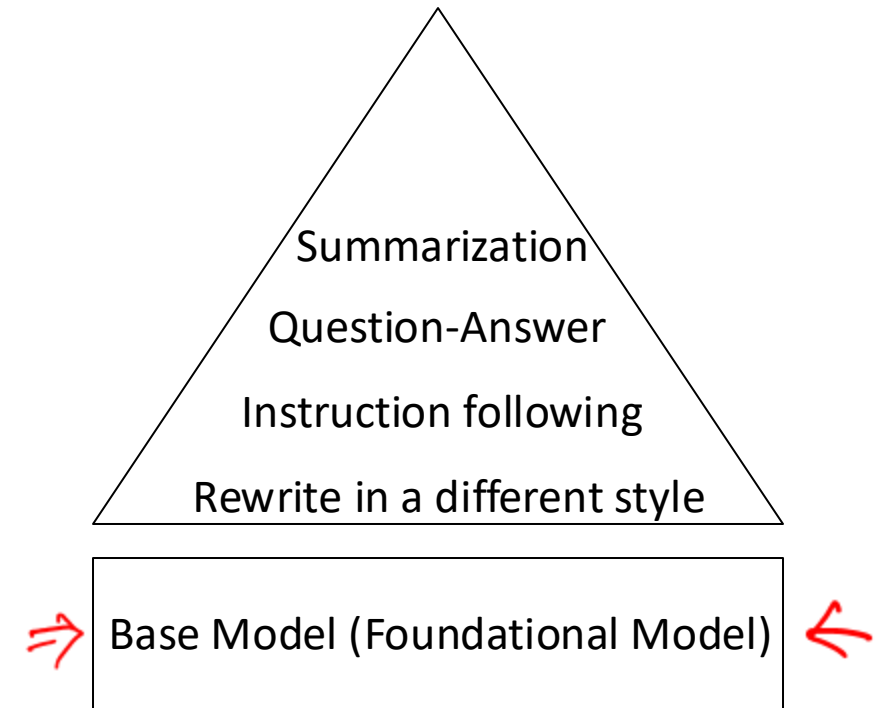 Summarization
Question-Answer
Instruction following
Rewrite in a different style
Base Model (Foundational Model)